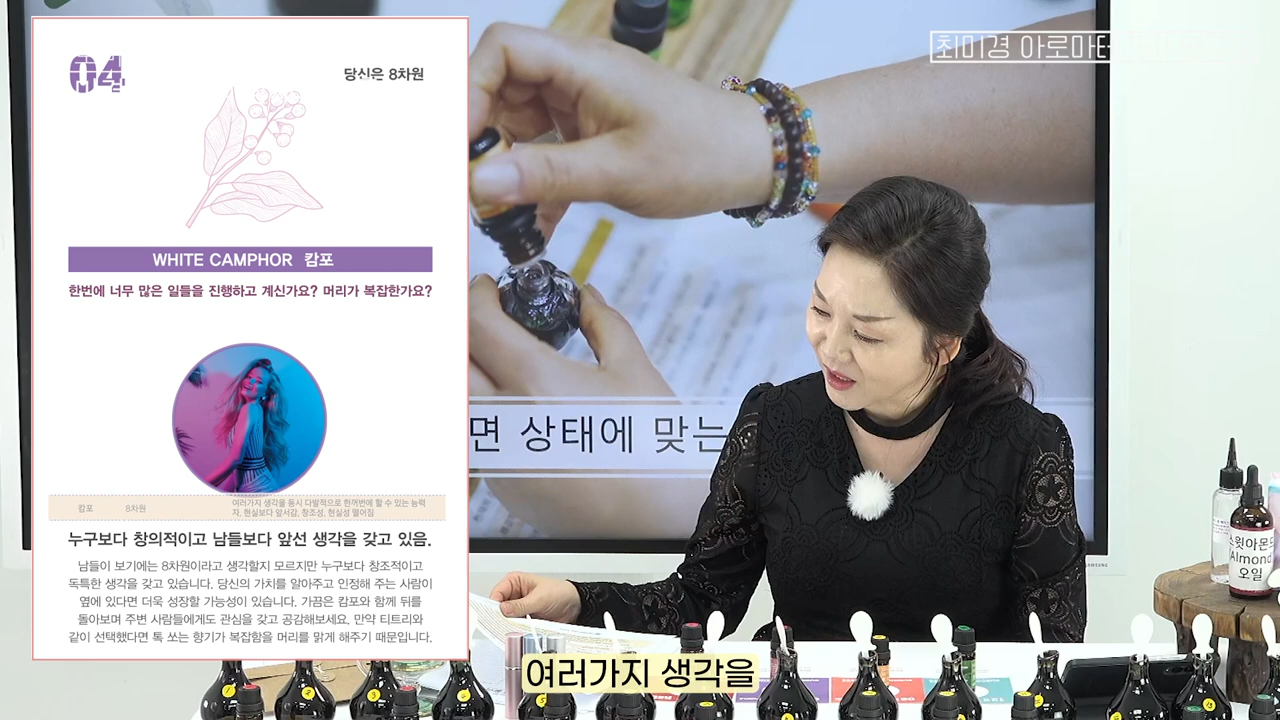 최미경 아로마
04
당신은 8차원
WHITE CAMPHOR 캄포
한번에 너무 많은 일들을 진행하고 계신가요? 머리가 복잡한가요?
캄포 8차원 여러가지 생각을 동시 다발적으로 한꺼번에 할 수 있는 능력
자, 현실보다 앞서감, 창조성, 현실성 떨어짐
누구보다 창의적이고 남들보다 앞선 생각을 갖고 있음.
남들이 보기에는 8차원이라고 생각할지 모르지만 누구보다 창조적이고
독특한 생각을 갖고 있습니다. 당신의 가치를 알아주고 인정해 주는 사람이
옆에 있다면 더욱 성장할 가능성이 있습니다. 가끔은 캄포와 함께 뒤를
돌아보며 주변 사람들에게도 관심을 갖고 공감해보세요. 만약 티트리와
같이 선택했다면 톡 쏘는 향기가 복잡함을 머리를 맑게 해주기 때문입니다.
면 상태에 맞는
SAMSUNG
스윗아몬드
(Almond
오일
여러가지 생각을
1
2
3